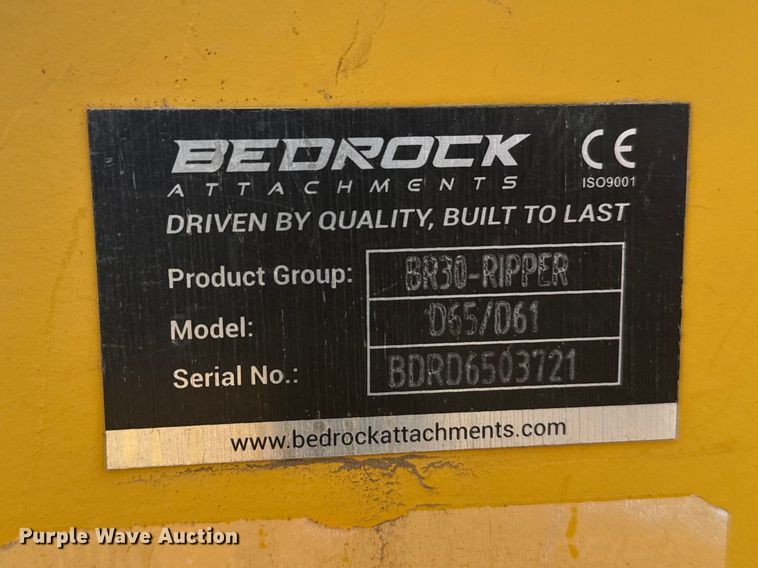 BEDROCK
ATTACHMENTS
CE
ISO9001
DRIVEN BY QUALITY, BUILT TO LAST
Product Group: BR30-RIPPER
Model: D65/D61
Serial No.: BDRD6503721
www.bedrockattachments.com
Purple Wave Auction